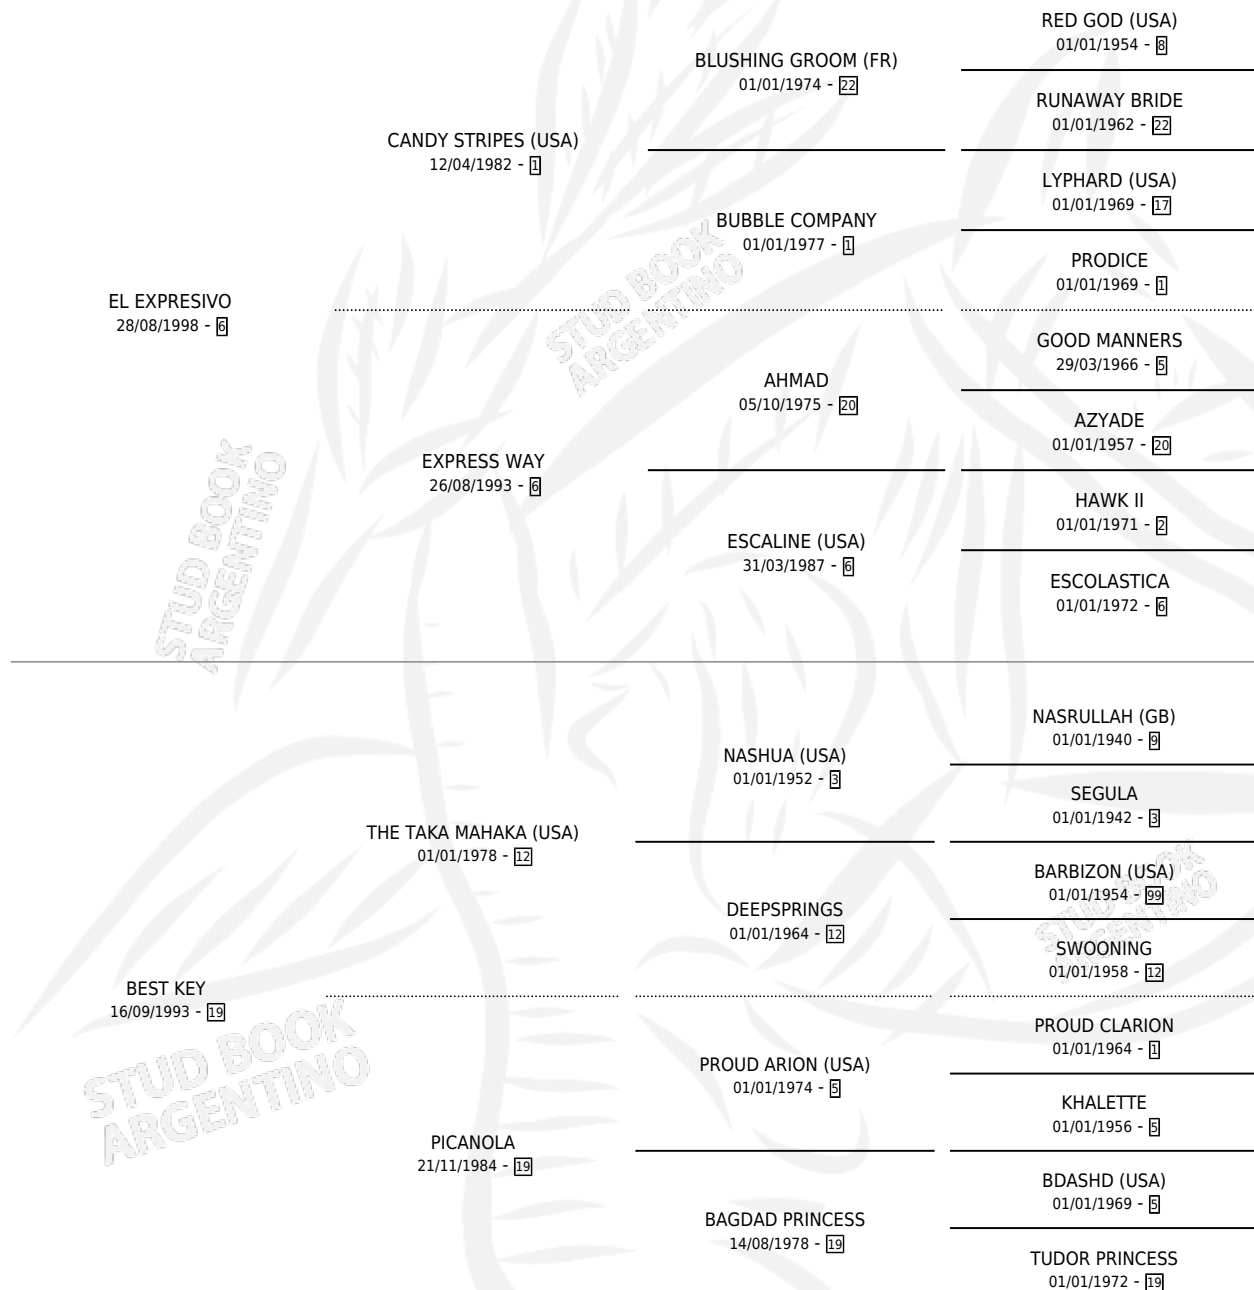 RED GOD (USA)
01/01/1954 - 8
BLUSHING GROOM (FR)
01/01/1974 - 22
RUNAWAY BRIDE
01/01/1962 - 22
CANDY STRIPES (USA)
12/04/1982 - 1
LYPHARD (USA)
01/01/1969 - 17
BUBBLE COMPANY
01/01/1977 - 1
PRODICE
01/01/1969 - 1
EL EXPRESIVO
28/08/1998 - 6
STUD BOOK
ARGENTINO
GOOD MANNERS
29/03/1966 - 5
AHMAD
05/10/1975 - 20
AZYADE
01/01/1957 - 20
EXPRESS WAY
26/08/1993 - 6
HAWK II
01/01/1971 - 2
ESCALINE (USA)
31/03/1987 - 6
ESCOLASTICA
01/01/1972 - 6
STUD BOOK
ARGENTINO
NASRULLAH (GB)
01/01/1940 - 9
NASHUA (USA)
01/01/1952 - 3
SEGULA
01/01/1942 - 3
THE TAKA MAHAKA (USA)
01/01/1978 - 12
BARBIZON (USA)
01/01/1954 - 99
DEEPSPRINGS
01/01/1964 - 12
STUD BOOK
ARGENTINO
SWOONING
01/01/1958 - 12
BEST KEY
16/09/1993 - 19
STUD BOOK
ARGENTINO
PROUD CLARION
01/01/1964 - 1
PROUD ARION (USA)
01/01/1974 - 5
KHALETTE
01/01/1956 - 5
PICANOLA
21/11/1984 - 19
BDASHD (USA)
01/01/1969 - 5
BAGDAD PRINCESS
14/08/1978 - 19
TUDOR PRINCESS
01/01/1972 - 19